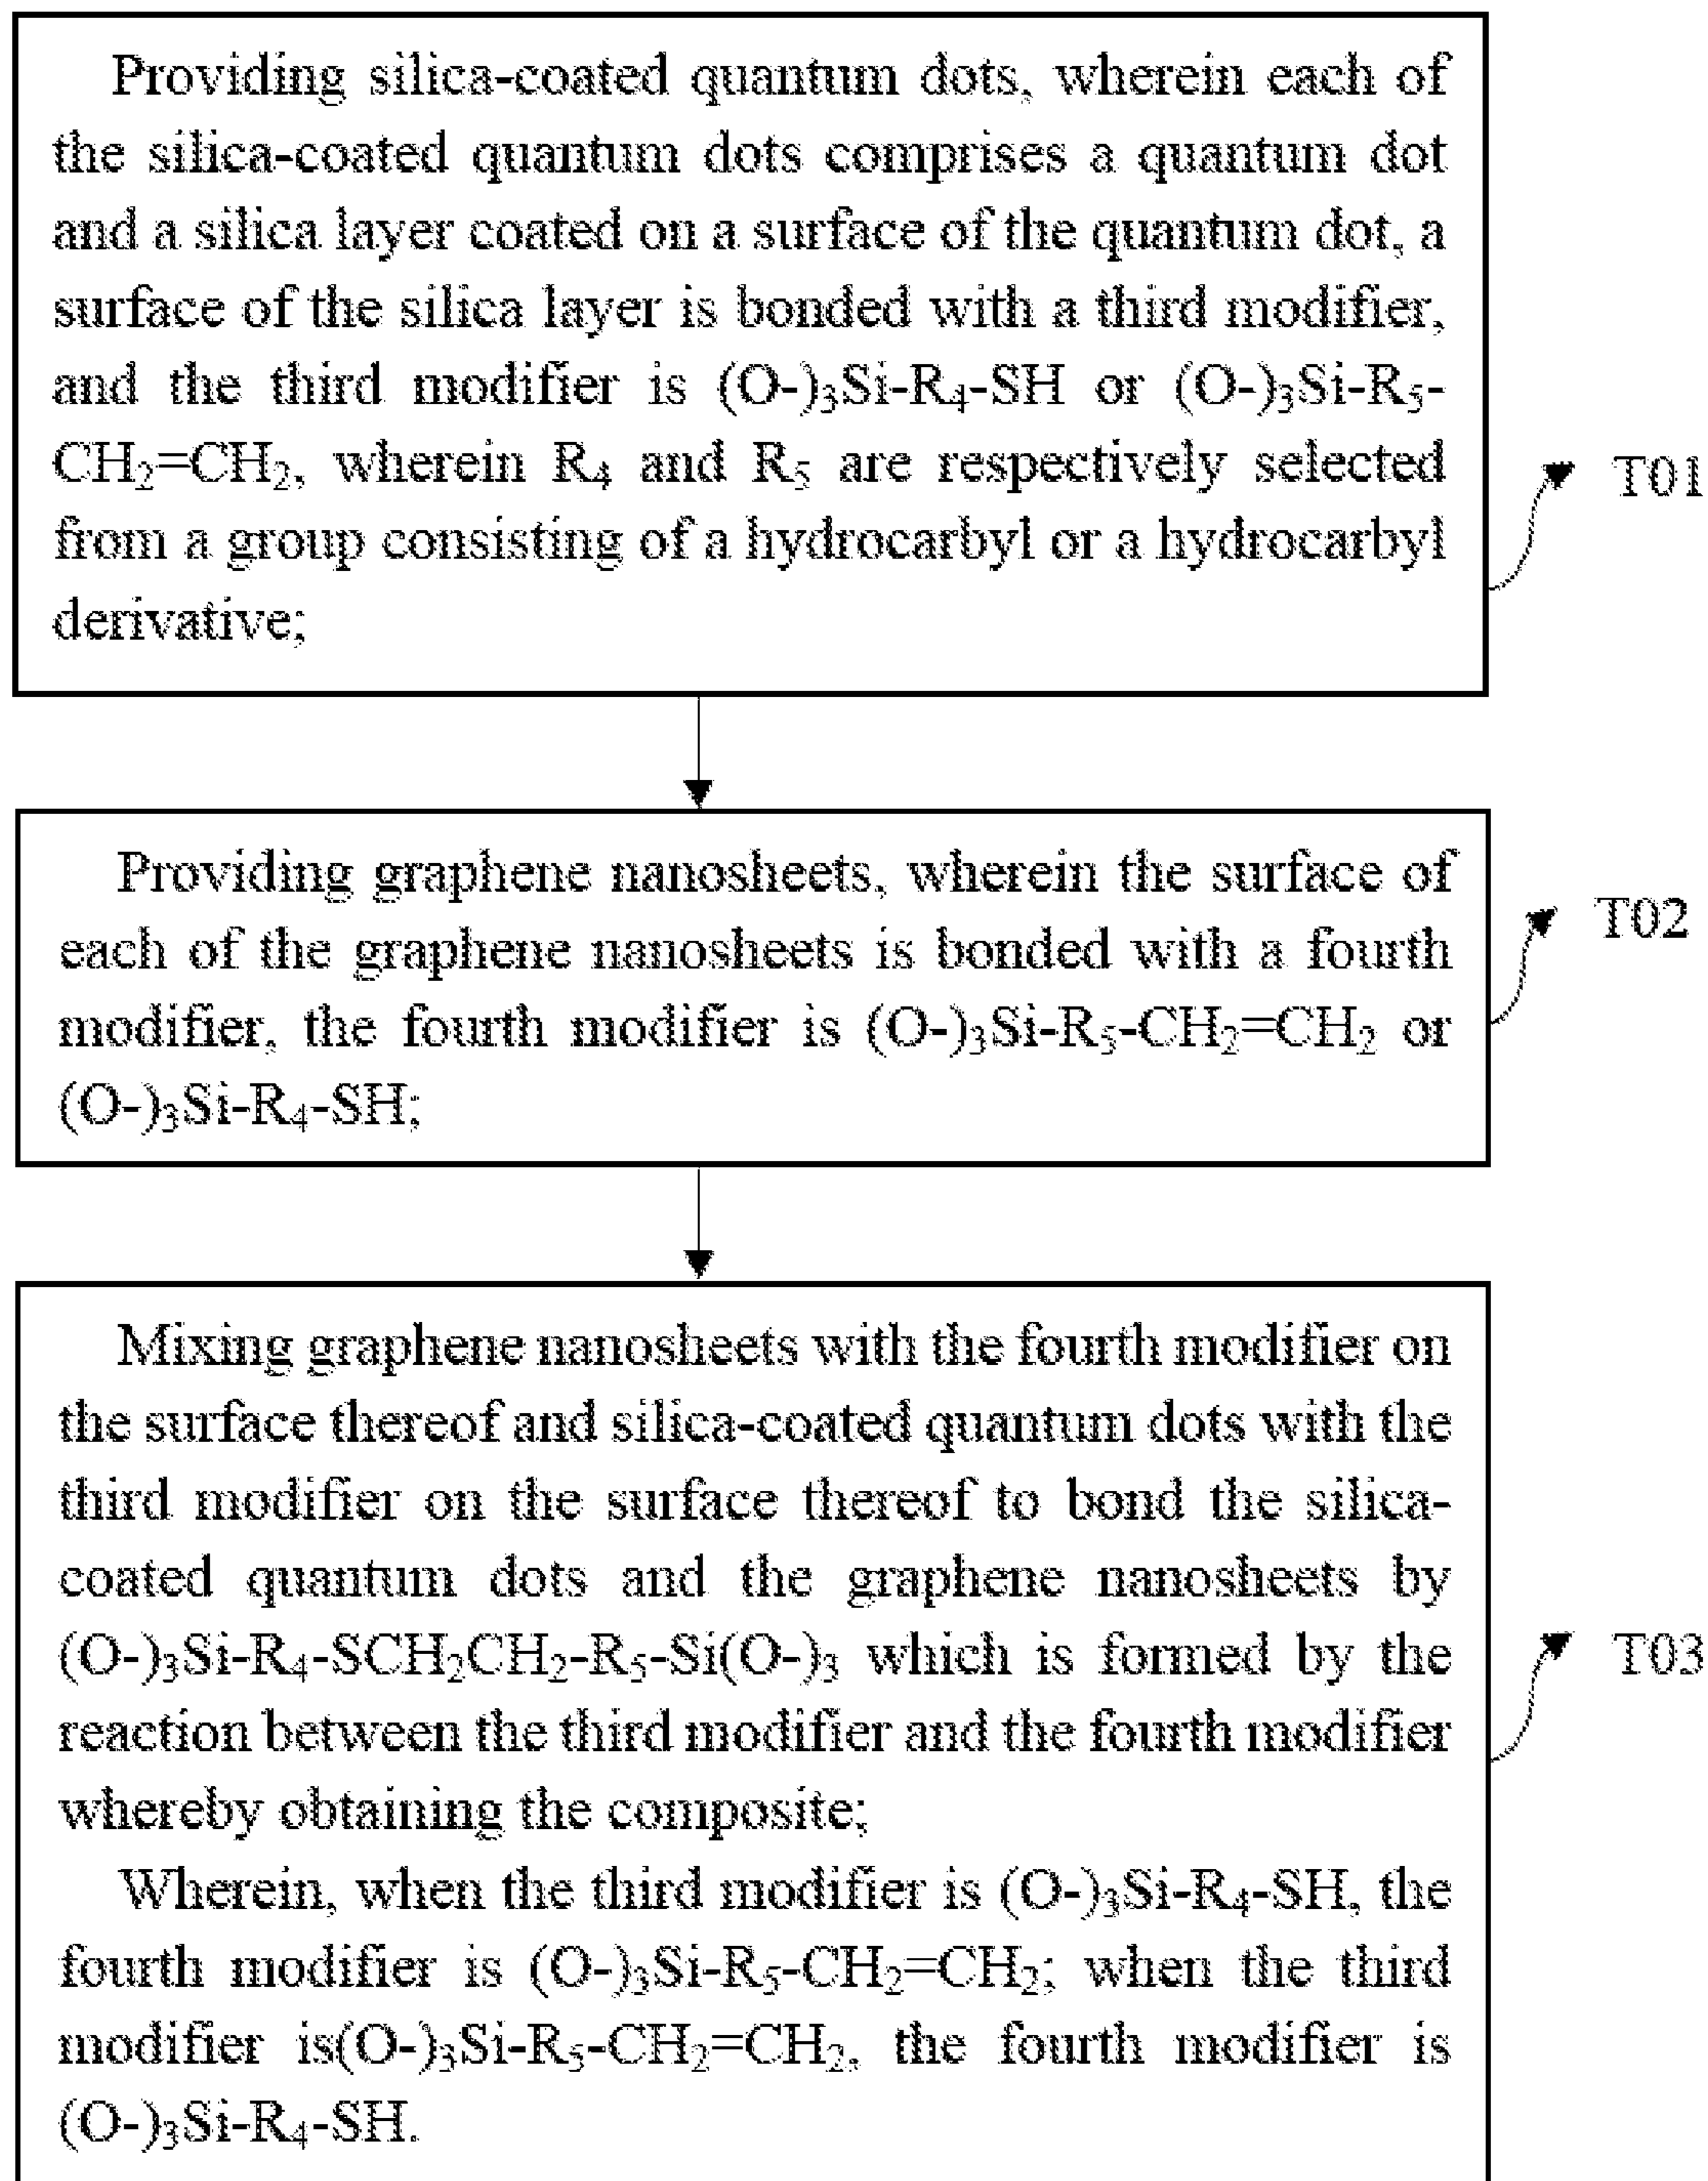 Providing silica-coated quantum dots, wherein each of
the silica-coated quantum dots comprises a quantum dot
and a silica layer coated on a surface of the quantum dot, a
surface of the silica layer is bonded with a third modifier,
and the third modifier is (O-)₃Si-R₄-SH or (O-)₃Si-R₅-
CH₂=CH₂, wherein R₄ and R₅ are respectively selected
from a group consisting of a hydrocarbyl or a hydrocarbyl
derivative;
T01
Providing graphene nanosheets, wherein the surface of
each of the graphene nanosheets is bonded with a fourth
modifier, the fourth modifier is (O-)₃Si-R₅-CH₂=CH₂ or
(O-)₃Si-R₄-SH;
T02
Mixing graphene nanosheets with the fourth modifier on
the surface thereof and silica-coated quantum dots with the
third modifier on the surface thereof to bond the silica-
coated quantum dots and the graphene nanosheets by
(O-)₃Si-R₄-SCH₂CH₂-R₅-Si(O-)₃ which is formed by the
reaction between the third modifier and the fourth modifier
whereby obtaining the composite;
Wherein, when the third modifier is (O-)₃Si-R₄-SH, the
fourth modifier is (O-)₃Si-R₅-CH₂=CH₂; when the third
modifier is(O-)₃Si-R₅-CH₂=CH₂, the fourth modifier is
(O-)₃Si-R₄-SH.
T03